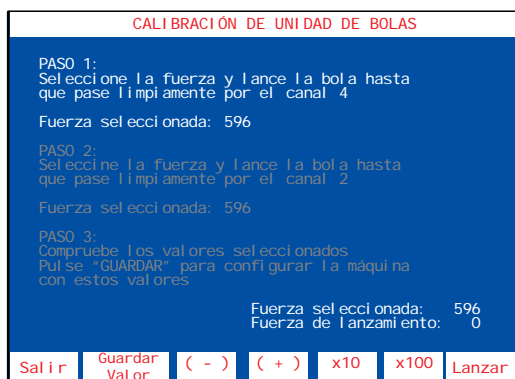 CALIBRACIÓN DE UNIDAD DE BOLAS
PASO 1:
Seleccione la fuerza y lance la bola hasta
que pase limpiamente por el canal 4
Fuerza seleccionada: 596
PASO 2:
Seleccine la fuerza y lance la bola hasta
que pase limpiamente por el canal 2
Fuerza seleccionada: 596
PASO 3:
Compruebe los valores seleccionados
Pulse "GUARDAR" para configurar la máquina
con estos valores
Fuerza seleccionada: 596
Fuerza de lanzamiento: 0
Salir Guardar Valor ( - ) ( + ) x10 x100 Lanzar